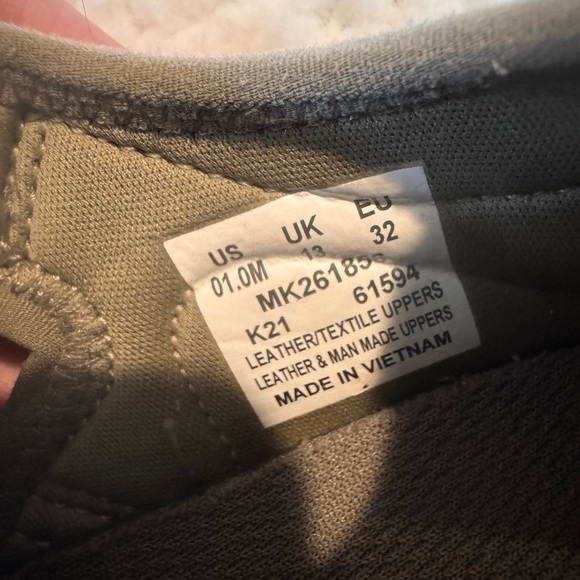 US UK EU
01.0M 13 32
MK26185
K21 61594
LEATHER/TEXTILE UPPERS
LEATHER & MAN MADE UPPERS
MADE IN VIETNAM